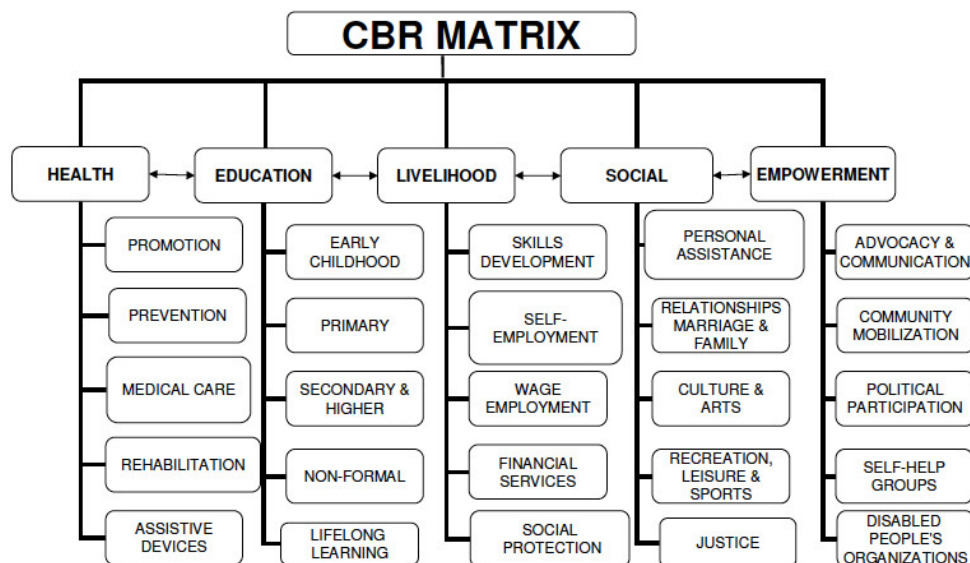 CBR MATRIX
HEALTH
EDUCATION
LIVELIHOOD
SOCIAL
EMPOWERMENT
PROMOTION
PREVENTION
MEDICAL CARE
REHABILITATION
ASSISTIVE
DEVICES
EARLY
CHILDHOOD
PRIMARY
SECONDARY &
HIGHER
NON-FORMAL
LIFELONG
LEARNING
SKILLS
DEVELOPMENT
SELF-
EMPLOYMENT
WAGE
EMPLOYMENT
FINANCIAL
SERVICES
SOCIAL
PROTECTION
PERSONAL
ASSISTANCE
RELATIONSHIPS
MARRIAGE &
FAMILY
CULTURE &
ARTS
RECREATION,
LEISURE &
SPORTS
JUSTICE
ADVOCACY &
COMMUNICATION
COMMUNITY
MOBILIZATION
POLITICAL
PARTICIPATION
SELF-HELP
GROUPS
DISABLED
PEOPLE'S
ORGANIZATIONS